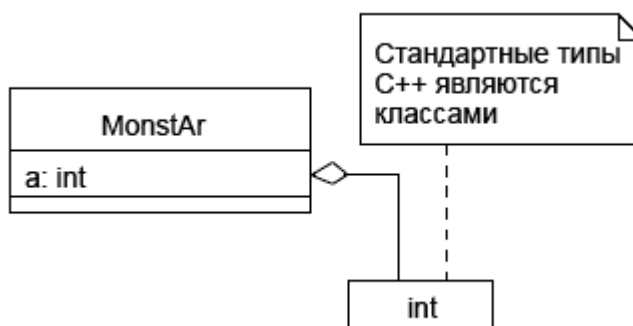 Стандартные типы
C++ являются
классами
MonstAr
a: int
int